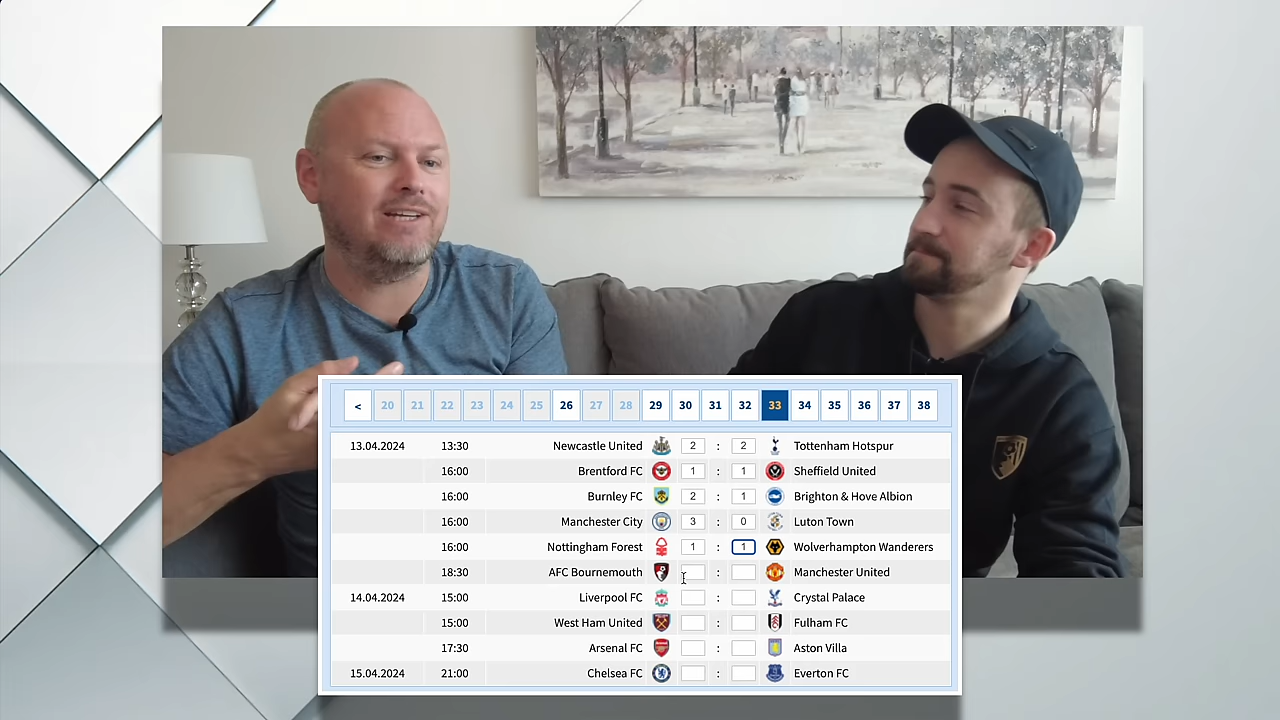 < 20 21 22 23 24 25 26 27 28 29 30 31 32 33 34 35 36 37 38
13.04.2024 13:30 Newcastle United 2 : 2 Tottenham Hotspur
16:00 Brentford FC 1 : 1 Sheffield United
16:00 Burnley FC 2 : 1 Brighton & Hove Albion
16:00 Manchester City 3 : 0 Luton Town
16:00 Nottingham Forest 1 : 1 Wolverhampton Wanderers
18:30 AFC Bournemouth : Manchester United
14.04.2024 15:00 Liverpool FC : Crystal Palace
15:00 West Ham United : Fulham FC
17:30 Arsenal FC : Aston Villa
15.04.2024 21:00 Chelsea FC : Everton FC